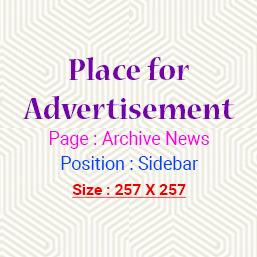 Place for
Advertisement
Page : Archive News
Position : Sidebar
Size : 257 X 257